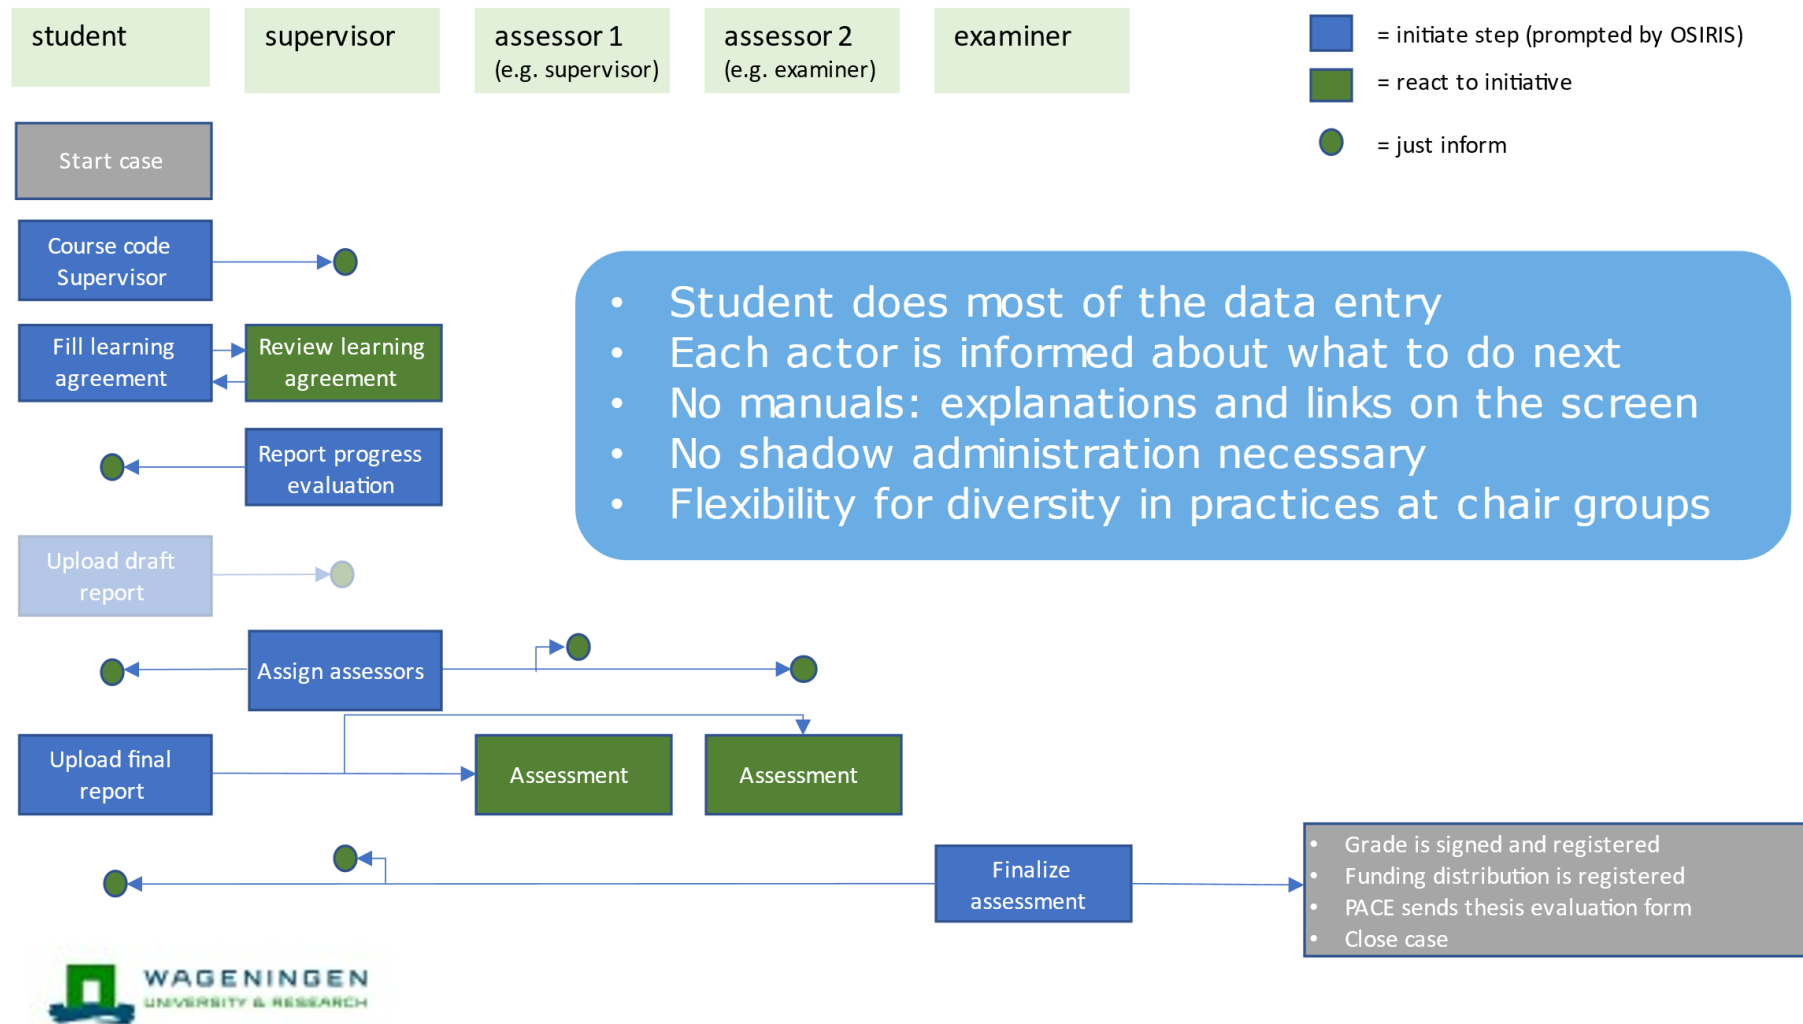 student
supervisor
assessor 1
(e.g. supervisor)
assessor 2
(e.g. examiner)
examiner
= initiate step (prompted by OSIRIS)
= react to initiative
= just inform
Start case
Course code
Supervisor
Fill learning
agreement
Review learning
agreement
• Student does most of the data entry
• Each actor is informed about what to do next
• No manuals: explanations and links on the screen
• No shadow administration necessary
• Flexibility for diversity in practices at chair groups
Report progress
evaluation
Upload draft
report
Assign assessors
Upload final
report
Assessment
Assessment
Finalize
assessment
• Grade is signed and registered
• Funding distribution is registered
• PACE sends thesis evaluation form
• Close case
WAGENINGEN
UNIVERSITY & RESEARCH